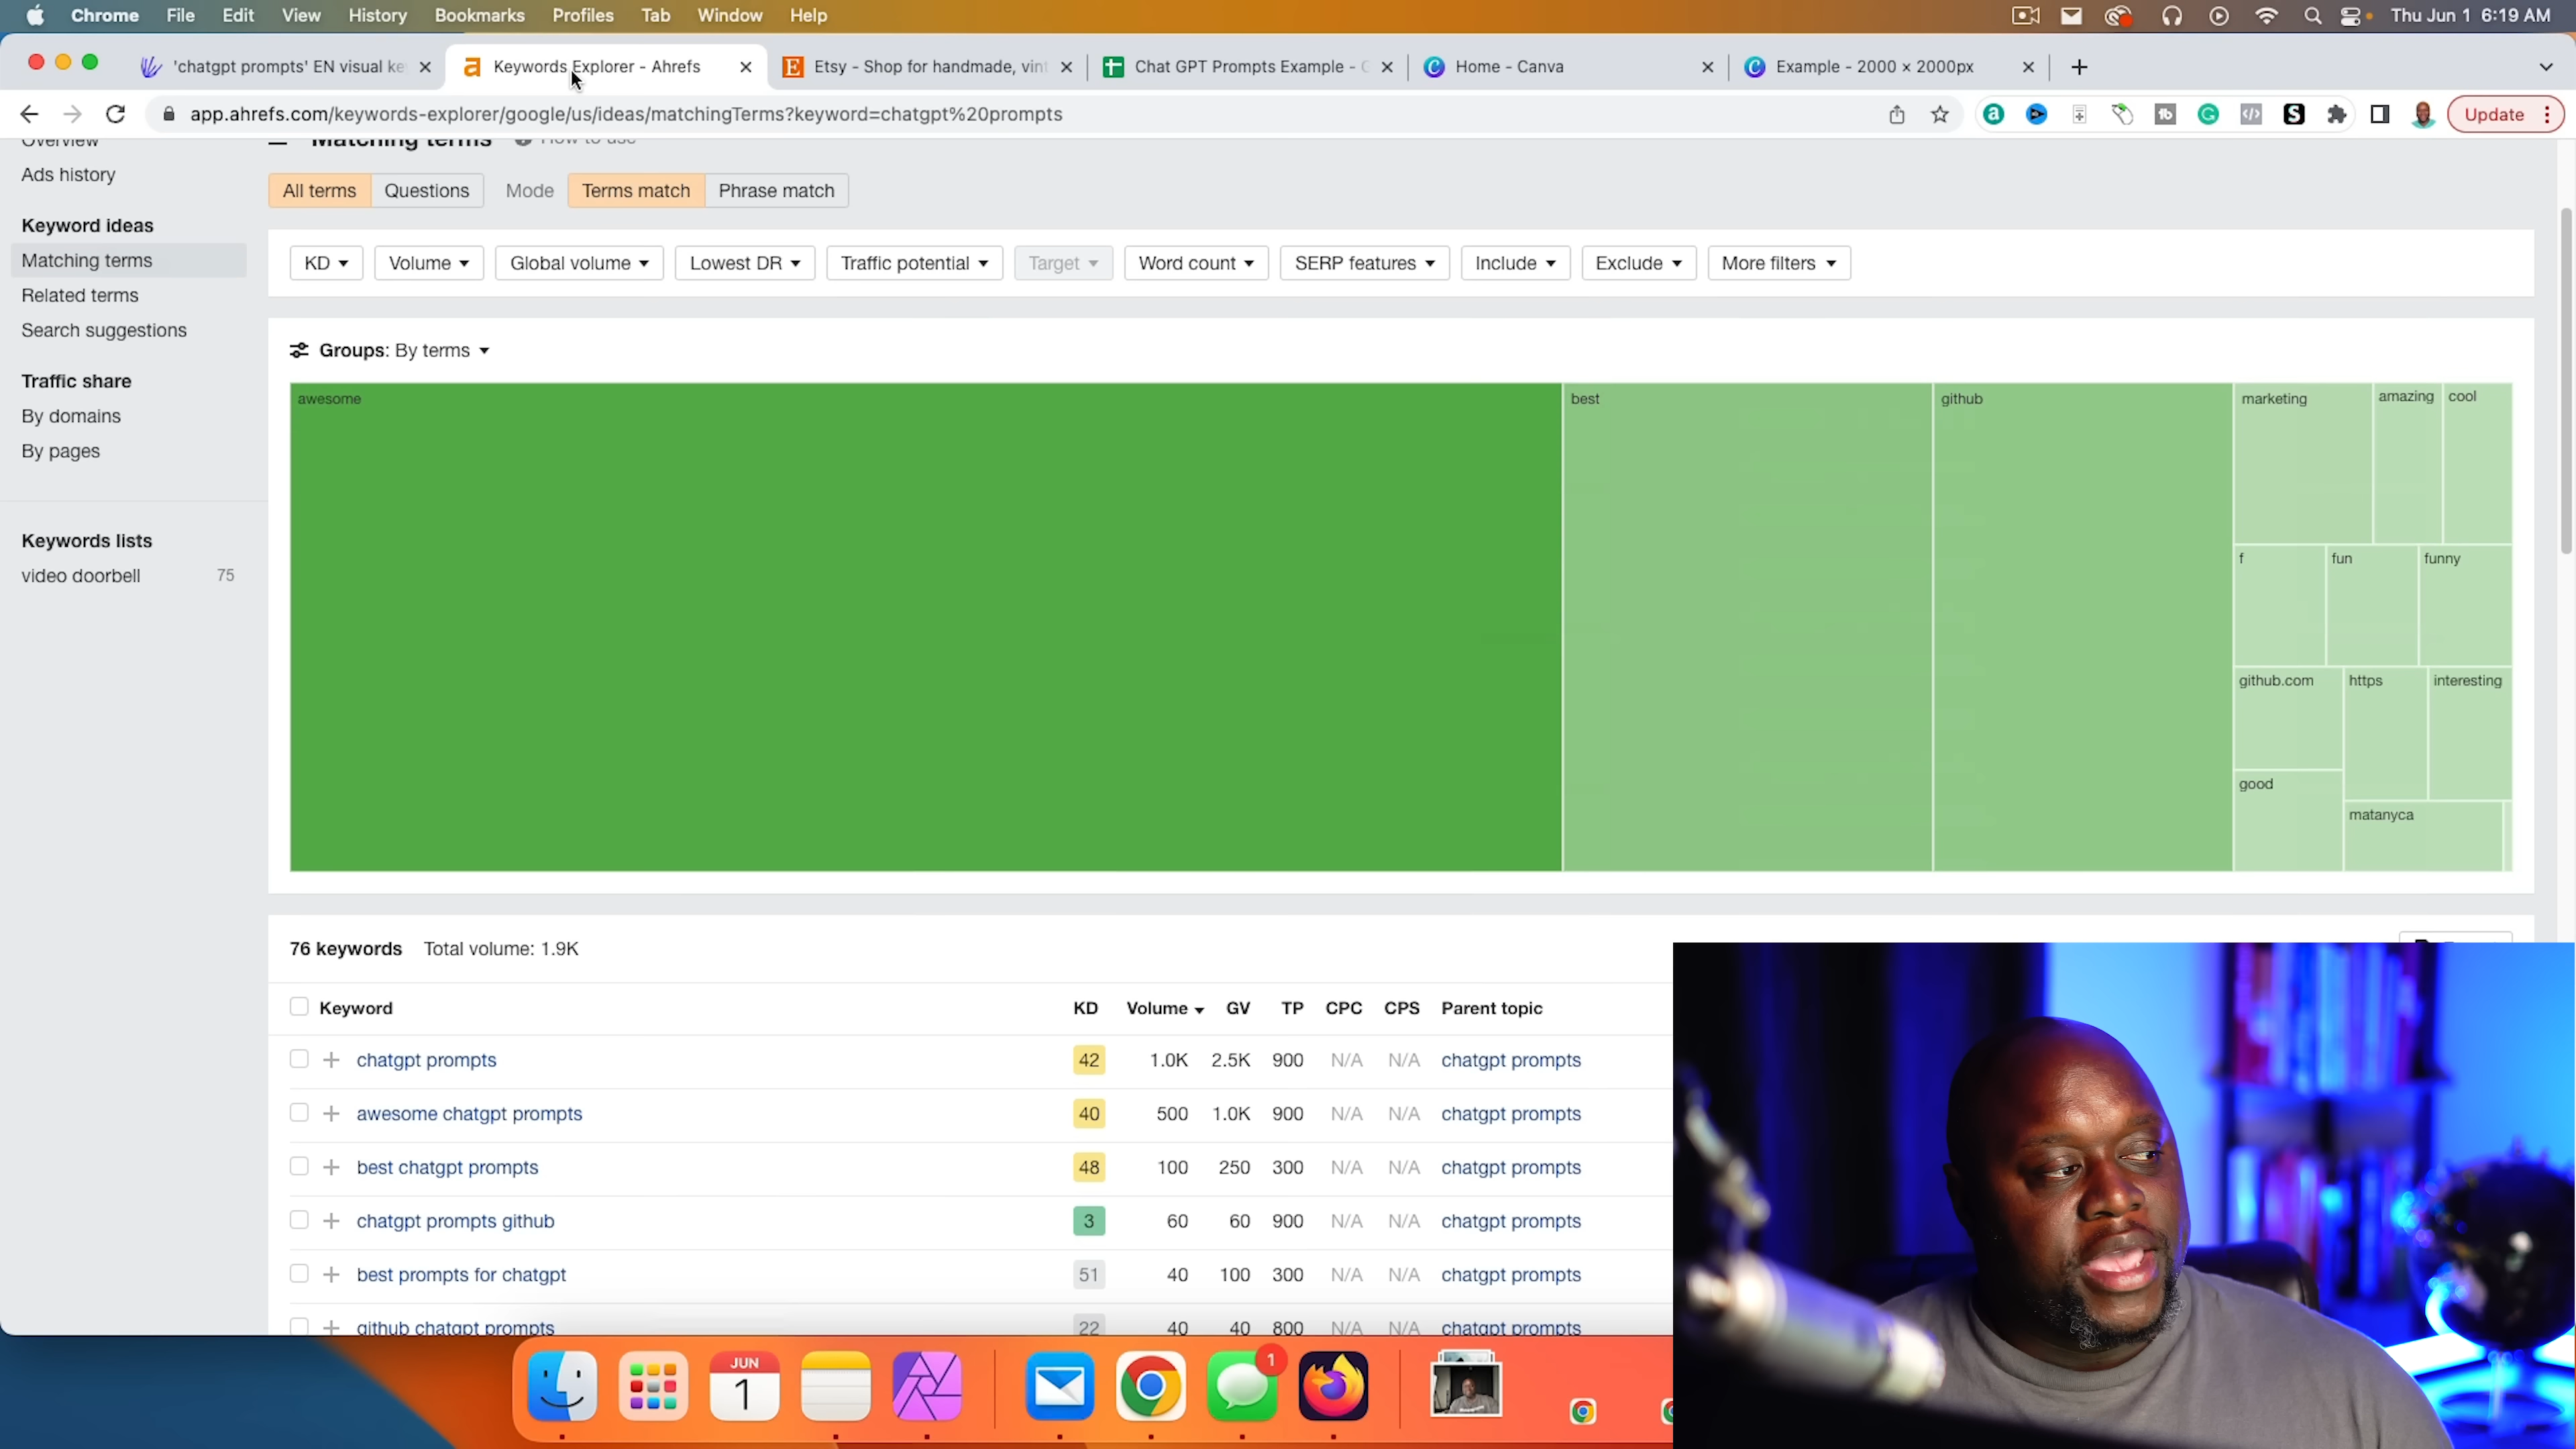 Chrome File Edit View History Bookmarks Profiles Tab Window Help Thu Jun 1 6:19 AM
'chatgpt prompts' EN visual ke Keywords Explorer - Ahrefs Etsy - Shop for handmade, vint Chat GPT Prompts Example - G Home - Canva Example - 2000 × 2000px
app.ahrefs.com/keywords-explorer/google/us/ideas/matchingTerms?keyword=chatgpt%20prompts Update
Overview
Matching terms How to use
Ads history
All terms Questions Mode Terms match Phrase match
Keyword ideas
Matching terms
Related terms
Search suggestions
KD Volume Global volume Lowest DR Traffic potential Target Word count SERP features Include Exclude More filters
Traffic share
By domains
By pages
Keywords lists
video doorbell 75
Groups: By terms
awesome best github marketing amazing cool
f fun funny
github.com https interesting
good
matanyca
76 keywords Total volume: 1.9K
Keyword KD Volume GV TP CPC CPS Parent topic
chatgpt prompts 42 1.0K 2.5K 900 N/A N/A chatgpt prompts
awesome chatgpt prompts 40 500 1.0K 900 N/A N/A chatgpt prompts
best chatgpt prompts 48 100 250 300 N/A N/A chatgpt prompts
chatgpt prompts github 3 60 60 900 N/A N/A chatgpt prompts
best prompts for chatgpt 51 40 100 300 N/A N/A chatgpt prompts
github chatgpt prompts 22 40 40 800 N/A N/A chatgpt prompts
JUN
1
1